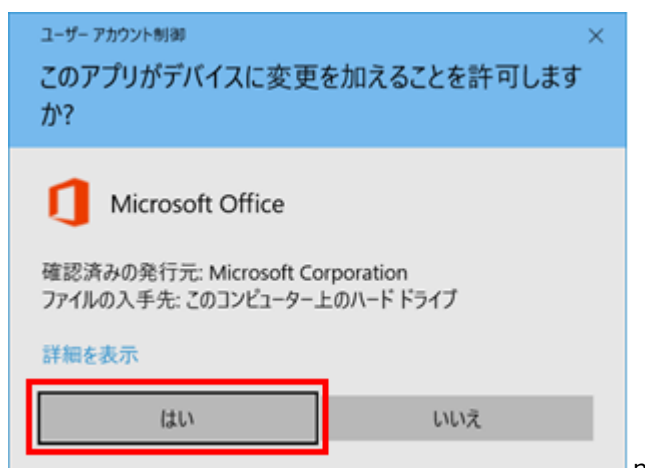 ユーザー アカウント制御
このアプリがデバイスに変更を加えることを許可します
か?
Microsoft Office
確認済みの発行元: Microsoft Corporation
ファイルの入手先: このコンピューター上のハード ドライブ
詳細を表示
はい
いいえ